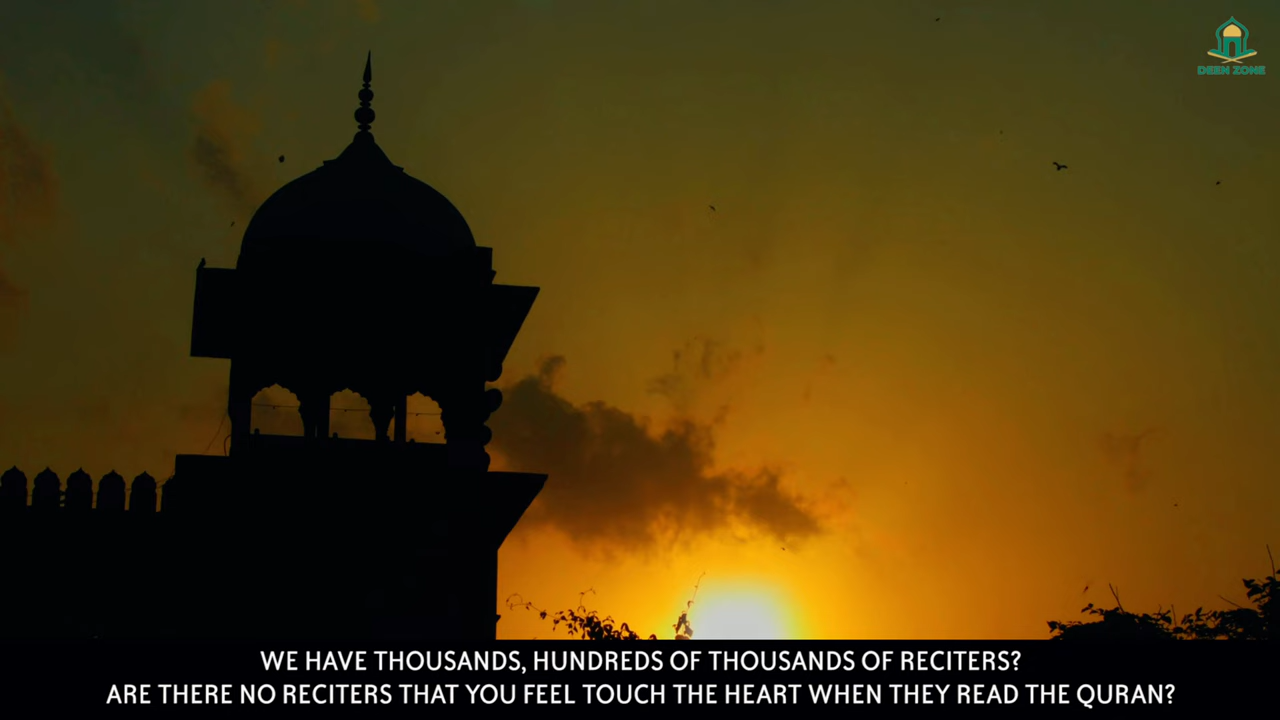 DEEN ZONE
WE HAVE THOUSANDS, HUNDREDS OF THOUSANDS OF RECITERS?
ARE THERE NO RECITERS THAT YOU FEEL TOUCH THE HEART WHEN THEY READ THE QURAN?